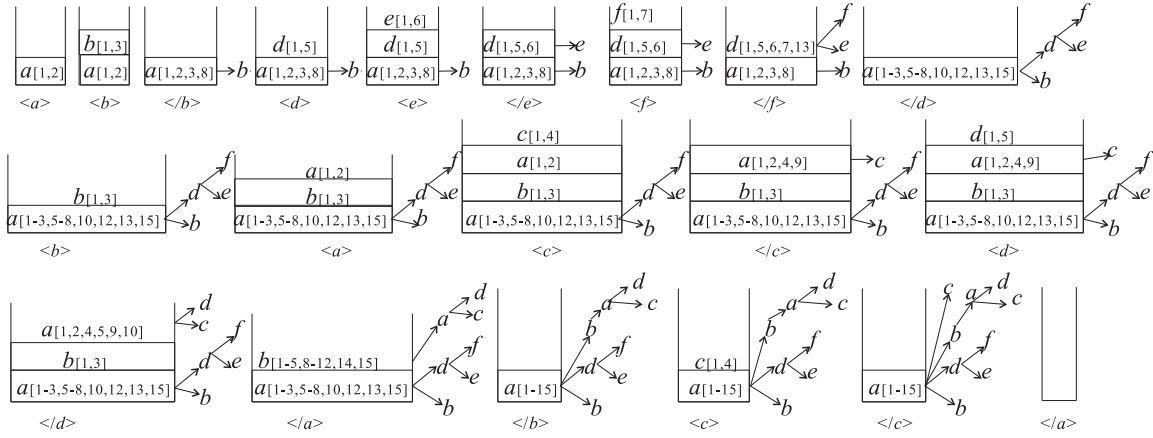 a[1,2]
<a>
b[1,3]
a[1,2]
<b>
a[1,2,3,8] b
</b>
d[1,5]
a[1,2,3,8] b
<d>
e[1,6]
d[1,5]
a[1,2,3,8] b
<e>
d[1,5,6] e
a[1,2,3,8] b
</e>
f[1,7]
d[1,5,6] e
a[1,2,3,8] b
<f>
f
d[1,5,6,7,13] e
a[1,2,3,8] b
</f>
f
d e
a[1-3,5-8,10,12,13,15] b
</d>
b[1,3] f
d e
a[1-3,5-8,10,12,13,15] b
<b>
a[1,2] f
b[1,3] d e
a[1-3,5-8,10,12,13,15] b
<a>
c[1,4]
a[1,2] f
b[1,3] d e
a[1-3,5-8,10,12,13,15] b
<c>
a[1,2,4,9] c
f
b[1,3] d e
a[1-3,5-8,10,12,13,15] b
</c>
d[1,5]
a[1,2,4,9] c
f
b[1,3] d e
a[1-3,5-8,10,12,13,15] b
<d>
d
a[1,2,4,5,9,10] c
f
b[1,3] d e
a[1-3,5-8,10,12,13,15] b
</d>
d
a c
b[1-5,8-12,14,15] f
d e
a[1-3,5-8,10,12,13,15] b
</a>
d
a c
b
f
d e
a[1-15] b
</b>
d
a c
b
c[1,4] f
d e
a[1-15] b
<c>
c d
a c
b
f
d e
a[1-15] b
</c>
</a>